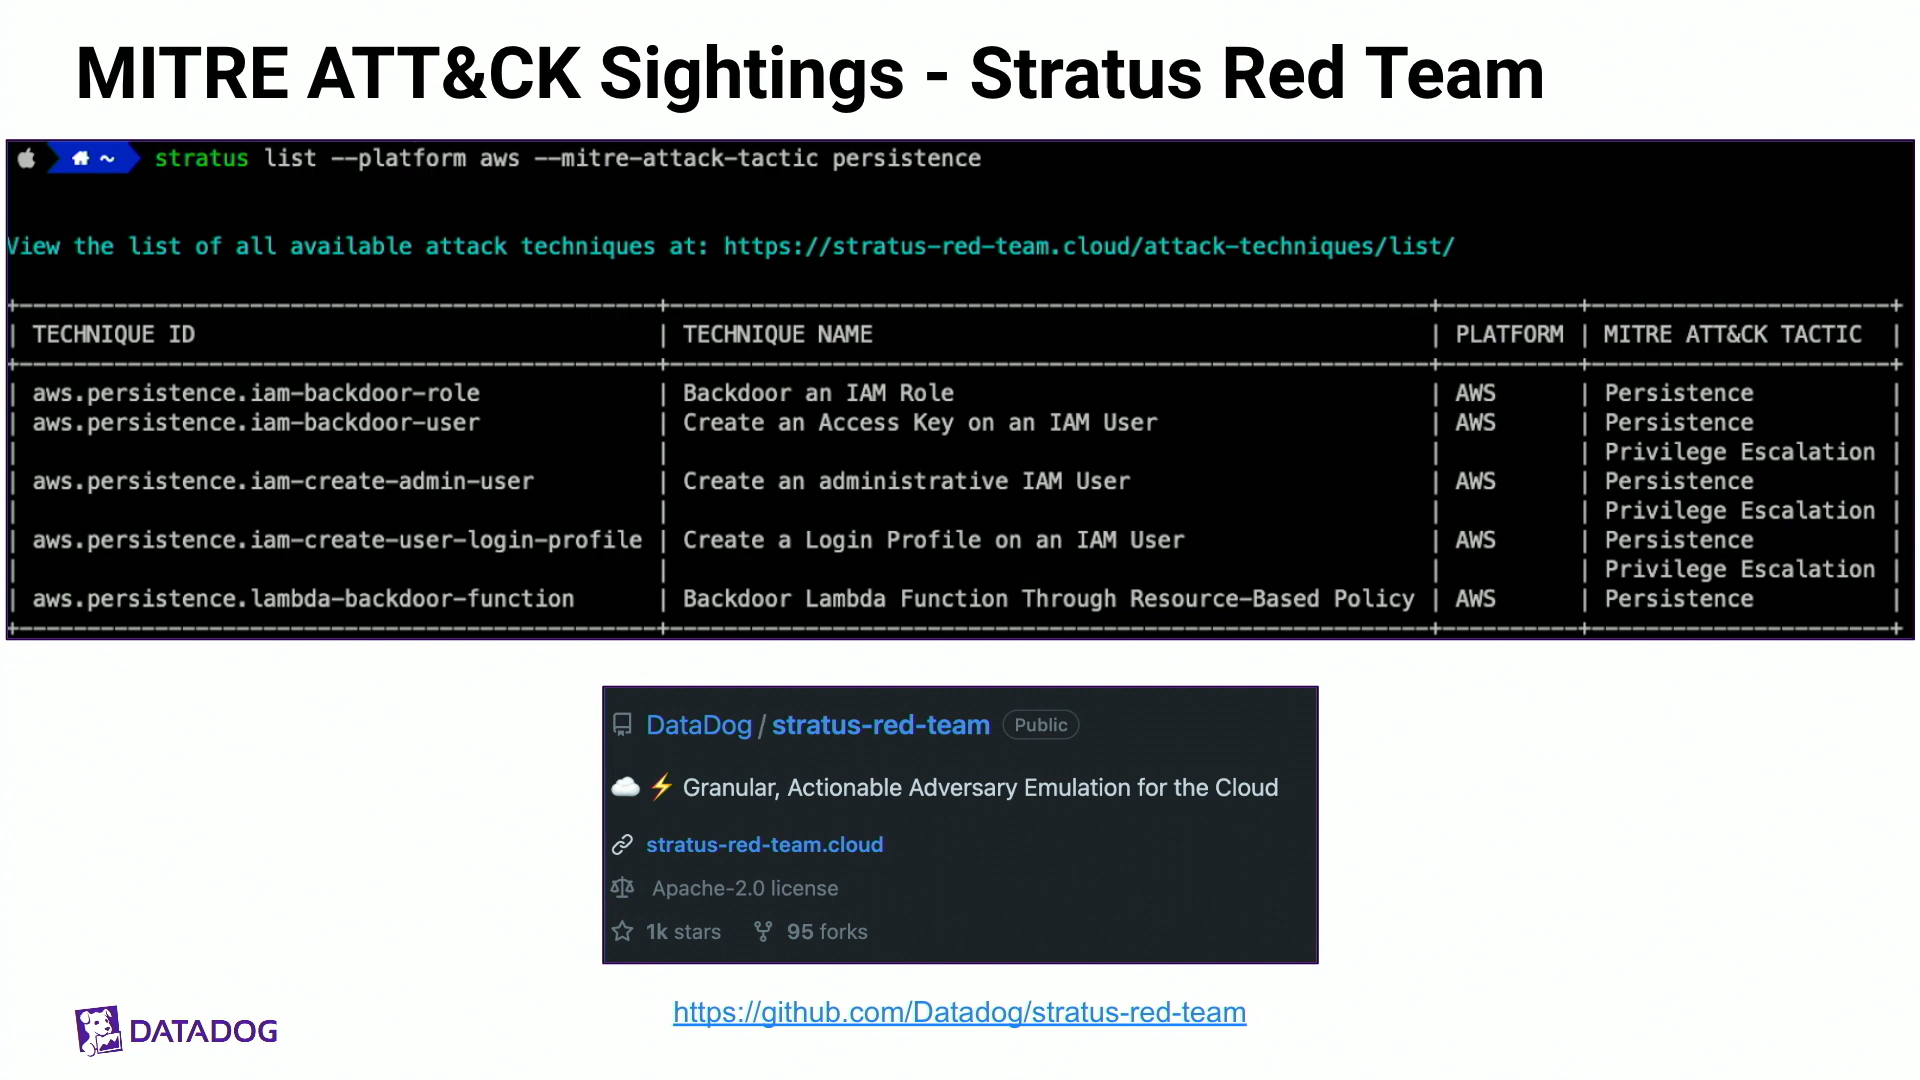 MITRE ATT&CK Sightings - Stratus Red Team
~ stratus list --platform aws --mitre-attack-tactic persistence
View the list of all available attack techniques at: https://stratus-red-team.cloud/attack-techniques/list/
TECHNIQUE ID | TECHNIQUE NAME | PLATFORM | MITRE ATT&CK TACTIC
aws.persistence.iam-backdoor-role | Backdoor an IAM Role | AWS | Persistence
aws.persistence.iam-backdoor-user | Create an Access Key on an IAM User | AWS | Persistence
Privilege Escalation
aws.persistence.iam-create-admin-user | Create an administrative IAM User | AWS | Persistence
Privilege Escalation
aws.persistence.iam-create-user-login-profile | Create a Login Profile on an IAM User | AWS | Persistence
Privilege Escalation
aws.persistence.lambda-backdoor-function | Backdoor Lambda Function Through Resource-Based Policy | AWS | Persistence
DataDog / stratus-red-team Public
Granular, Actionable Adversary Emulation for the Cloud
stratus-red-team.cloud
Apache-2.0 license
1k stars 95 forks
https://github.com/Datadog/stratus-red-team
DATADOG